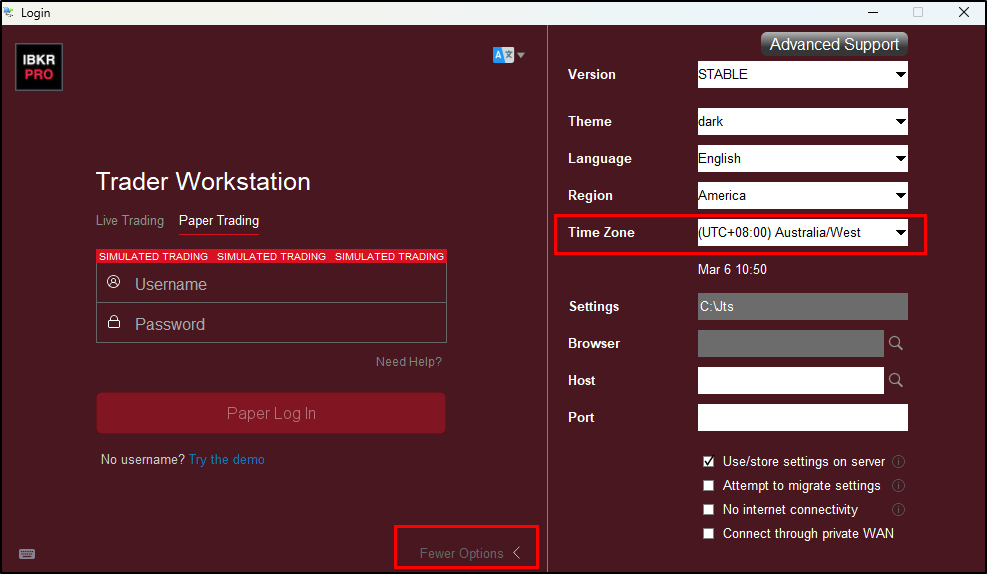 Login
IBKR
PRO
Trader Workstation
Live Trading Paper Trading
SIMULATED TRADING SIMULATED TRADING SIMULATED TRADING
Username
Password
Need Help?
Paper Log In
No username? Try the demo
Fewer Options
Advanced Support
Version STABLE
Theme dark
Language English
Region America
Time Zone (UTC+08:00) Australia/West
Mar 6 10:50
Settings C:\Jts
Browser
Host
Port
Use/store settings on server
Attempt to migrate settings
No internet connectivity
Connect through private WAN